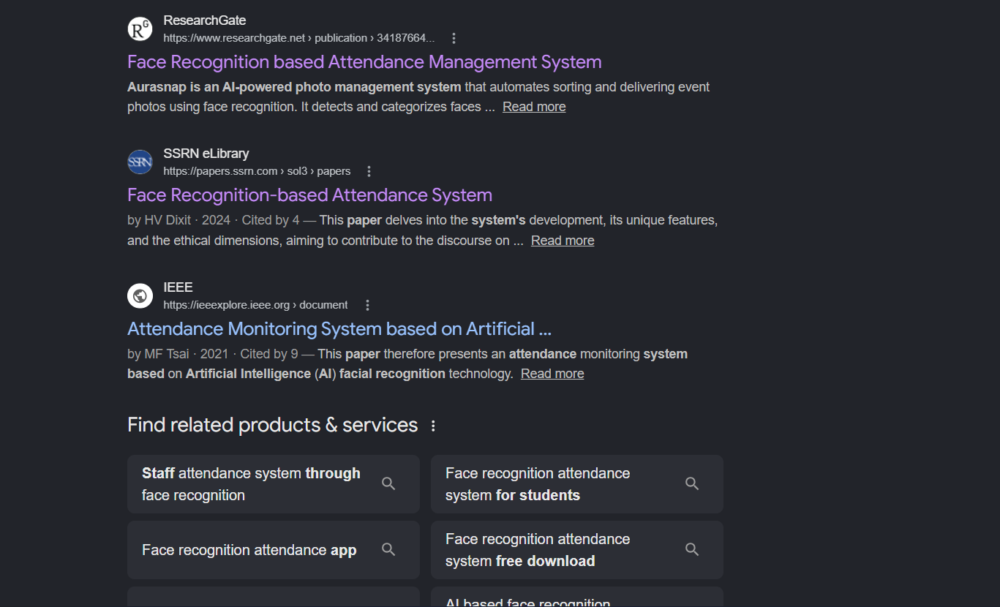 ResearchGate
https://www.researchgate.net › publication › 34187664...
Face Recognition based Attendance Management System
Aurasnap is an AI-powered photo management system that automates sorting and delivering event
photos using face recognition. It detects and categorizes faces ... Read more
SSRN
SSRN eLibrary
https://papers.ssrn.com › sol3 › papers
Face Recognition-based Attendance System
by HV Dixit · 2024 · Cited by 4 — This paper delves into the system's development, its unique features,
and the ethical dimensions, aiming to contribute to the discourse on ... Read more
IEEE
https://ieeexplore.ieee.org › document
Attendance Monitoring System based on Artificial ...
by MF Tsai · 2021 · Cited by 9 — This paper therefore presents an attendance monitoring system
based on Artificial Intelligence (AI) facial recognition technology. Read more
Find related products & services
Staff attendance system through
face recognition
Face recognition attendance
system for students
Face recognition attendance app
Face recognition attendance
system free download
AI based face recognition